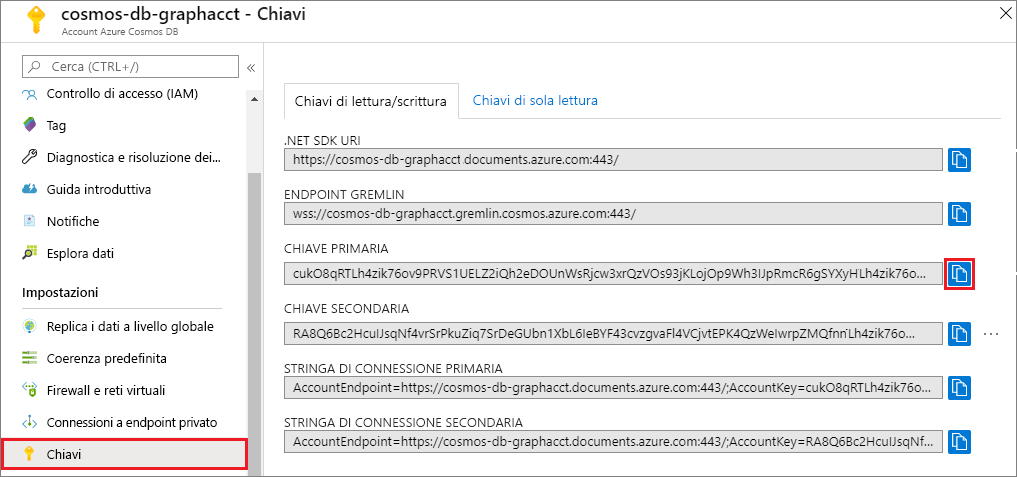 cosmos-db-graphacct - Chiavi
Account Azure Cosmos DB
Cerca (CTRL+/)
Controllo di accesso (IAM)
Tag
Diagnostica e risoluzione dei...
Guida introduttiva
Notifiche
Esplora dati
Impostazioni
Replica i dati a livello globale
Coerenza predefinita
Firewall e reti virtuali
Connessioni a endpoint privato
Chiavi
Chiavi di lettura/scrittura
Chiavi di sola lettura
.NET SDK URI
https://cosmos-db-graphacct.documents.azure.com:443/
ENDPOINT GREMLIN
wss://cosmos-db-graphacct.gremlin.cosmos.azure.com:443/
CHIAVE PRIMARIA
cukO8qRTLh4zik76ov9PRVS1UELZ2iQh2eDOUnWsRjcw3xrQzVOs93jKLojOp9Wh3IJpRmcR6gSYXyHLh4zik76o...
CHIAVE SECONDARIA
RA8Q6Bc2HcuIJsqNf4vrSrPkuZiq7SrDeGUbn1XbL6IeBYF43cvzgvaFl4VCjvtEPK4QzWeIwrpZMQfnn'Lh4zik76o...
STRINGA DI CONNESSIONE PRIMARIA
AccountEndpoint=https://cosmos-db-graphacct.documents.azure.com:443/;AccountKey=cukO8qRTLh4zik76o...
STRINGA DI CONNESSIONE SECONDARIA
AccountEndpoint=https://cosmos-db-graphacct.documents.azure.com:443/;AccountKey=RA8Q6Bc2HcuIJsqNf...